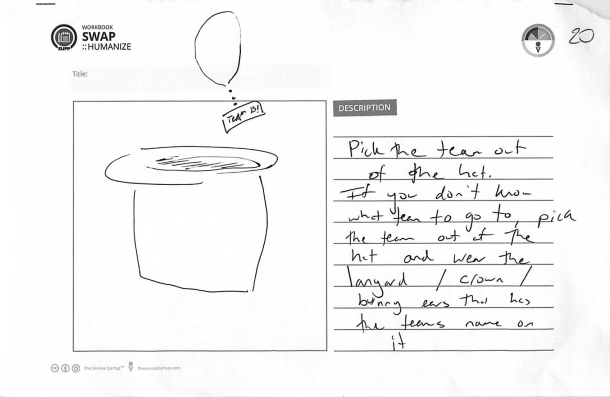 WORKBOOK
SWAP
::HUMANIZE
20
Title:
TEAM B!
DESCRIPTION
Pick the team out
of the hat.
If you don't know
what team to go to, pick
the team out of the
hat and wear the
lanyard / clown /
bunny ears that has
the teams name on
it
the Service Startup™
theservicestartup.com